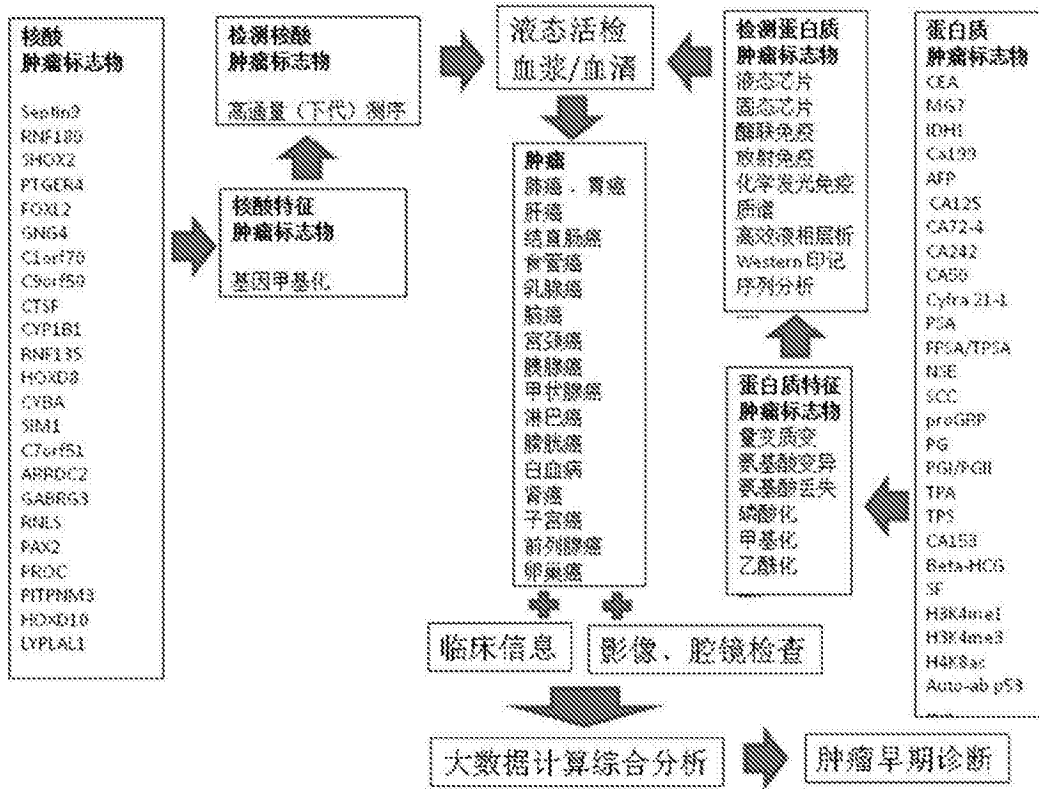 核酸
肿瘤标志物
Septin9
RNF180
SHOX2
PTGER4
FOXL2
GNG4
C1orf70
C9orf50
CTSF
CYP1B1
RNF135
HOXD8
CYBA
SIM1
C7orf51
ARRDC2
GABRG3
RNLS
PAX2
PROC
PITPNM3
HOXD10
LYPLAL1
检测核酸
肿瘤标志物
高通量（下代）测序
核酸特征
肿瘤标志物
基因甲基化
液态活检
血浆/血清
肿瘤
肺癌、胃癌
肝癌
结直肠癌
食管癌
乳腺癌
脑癌
宫颈癌
胰腺癌
甲状腺癌
淋巴癌
膀胱癌
白血病
肾癌
子宫癌
前列腺癌
卵巢癌
检测蛋白质
肿瘤标志物
液态芯片
固态芯片
酶联免疫
放射免疫
化学发光免疫
质谱
高效液相层析
Western 印记
序列分析
......
蛋白质特征
肿瘤标志物
量变质变
氨基酸变异
氨基酸丢失
磷酸化
甲基化
乙酰化
......
蛋白质
肿瘤标志物
CEA
MG7
IDH1
Ca199
AFP
CA125
CA72-4
CA242
CA50
Cyfra 21-1
PSA
FPSA/TPSA
NSE
SCC
proGRP
PG
PGI/PGII
TPA
TPS
CA153
Beta-HCG
SF
H3K4me1
H3K4me3
H4K8ac
Auto-ab p53
......
临床信息
影像、腔镜检查
大数据计算综合分析
肿瘤早期诊断